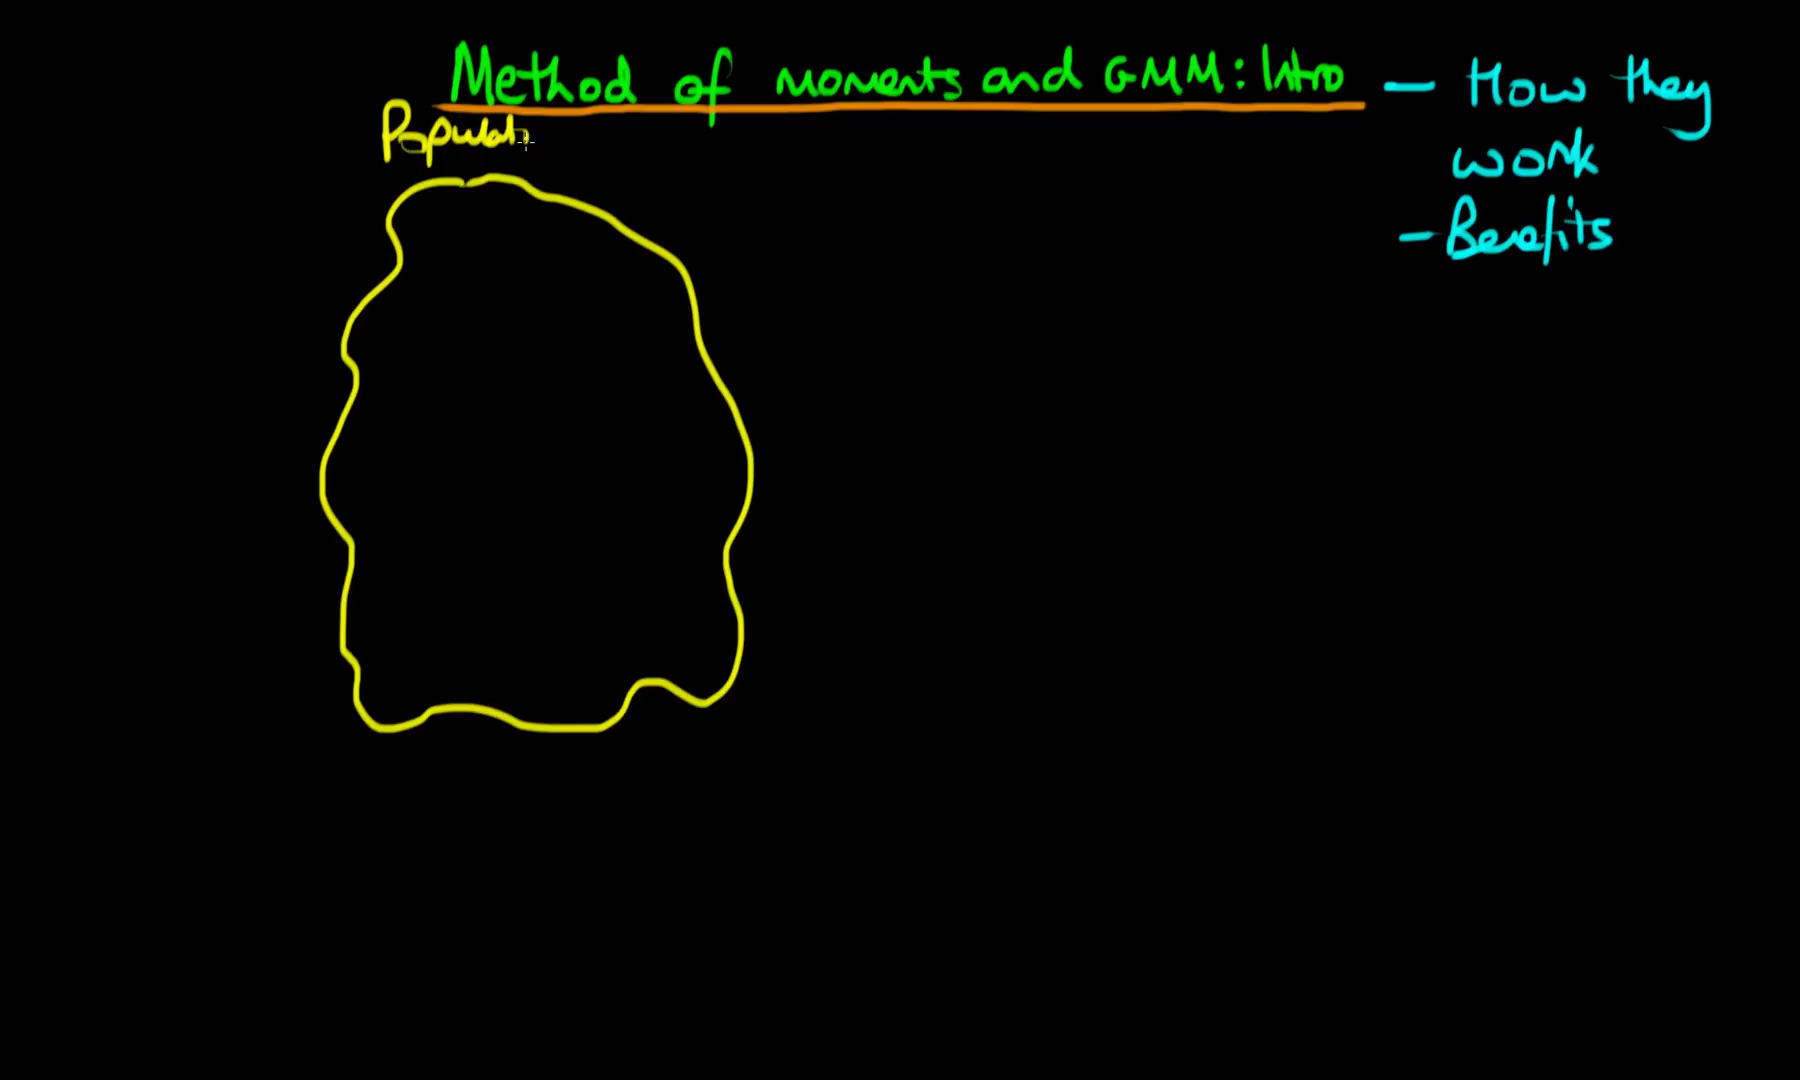 Method of moments and GMM: Intro
- How they
work
- Benefits
Populat